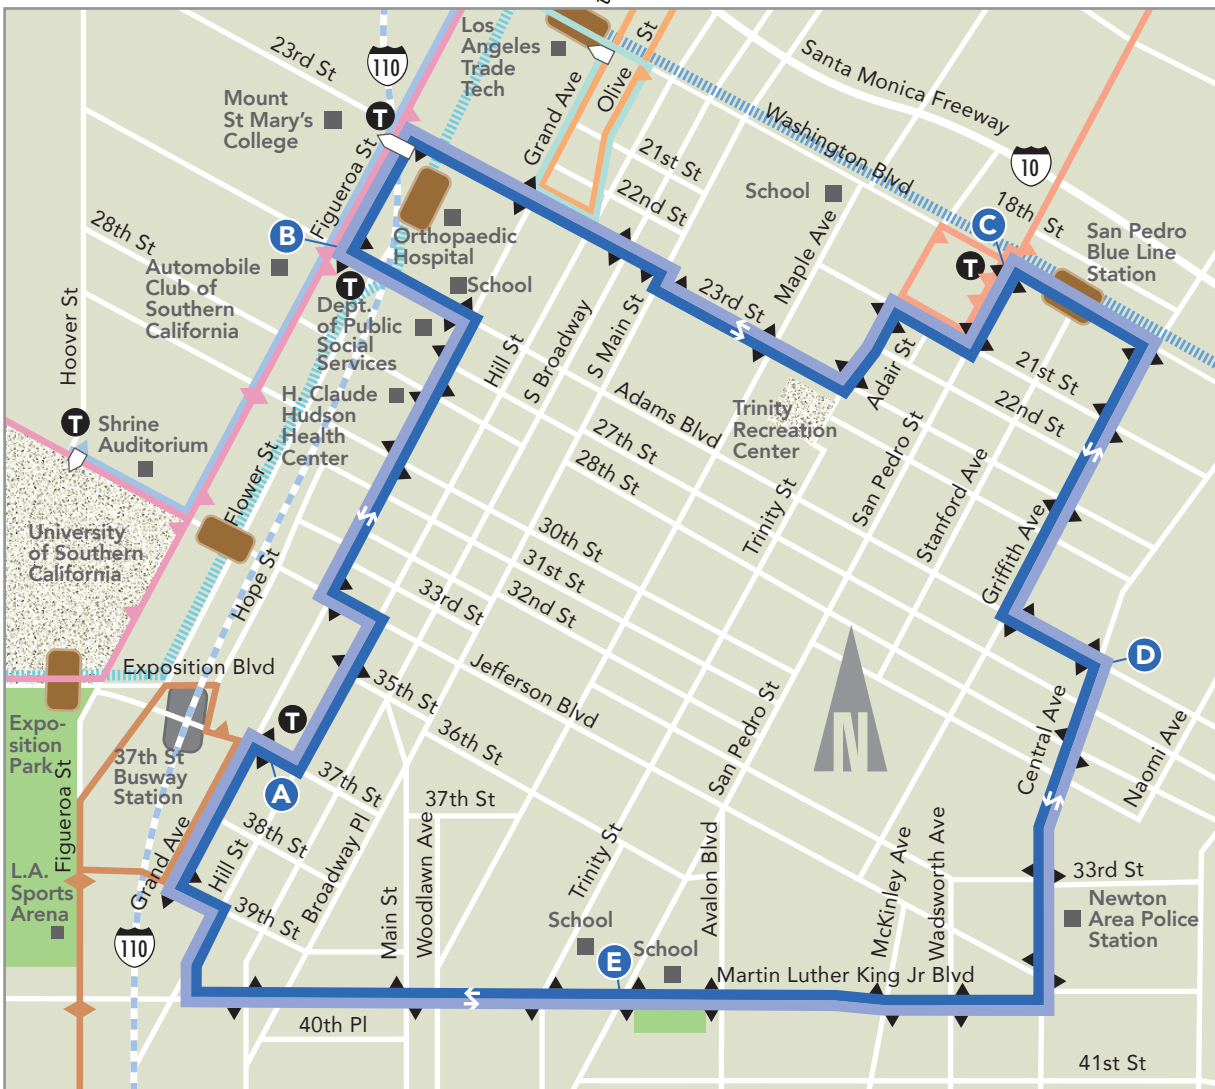 23rd St
110
T
Mount
St Mary's
College
Los
Angeles
Trade
Tech
Grand Ave
Olive
St
Santa Monica Freeway
Washington Blvd
10
21st St
22nd St
School
18th
St
San Pedro
Blue Line
Station
C
T
Maple Ave
Figueroa St
B
28th St
Automobile
Club of
Southern
California
Orthopaedic
Hospital
School
T
Dept.
of Public
Social
Services
Hoover St
H. Claude
Hudson
Health
Center
Hill St
S Broadway
S Main St
23rd St
Adair St
21st St
22nd St
Adams Blvd
27th St
28th St
Trinity
Recreation
Center
T
Shrine
Auditorium
Flower St
University
of Southern
California
Hope St
San Pedro St
Stanford Ave
Trinity St
Griffith Ave
30th St
31st St
32nd St
33rd St
D
Exposition Blvd
Jefferson Blvd
35th St
36th St
San Pedro St
N
Central Ave
Naomi Ave
Expo-
sition
Park
T
37th St
Busway
Station
A
37th St
37th St
Figueroa St
38th St
Grand Ave
Hill St
Broadway Pl
39th St
Main St
Woodlawn Ave
Trinity St
Avalon Blvd
McKinley Ave
Wadsworth Ave
33rd St
Newton
Area Police
Station
L.A.
Sports
Arena
110
School
E
School
Martin Luther King Jr Blvd
40th Pl
41st St